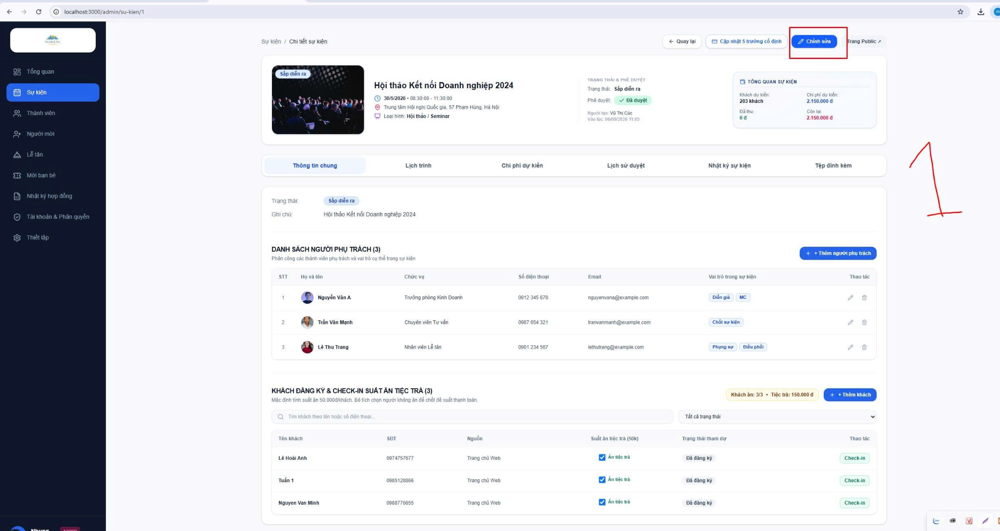 localhost:3000/admin/su-kien/1
NGHIENG
Tổng quan
Sự kiện
Thành viên
Người mới
Lễ tân
Mời bạn bè
Nhật ký hợp đồng
Tài khoản & Phân quyền
Thiết lập
Nhung ADMIN
Sự kiện / Chi tiết sự kiện
← Quay lại
Cập nhật 5 trường cố định
Chỉnh sửa
Trang Public ↗
Sắp diễn ra
Hội thảo Kết nối Doanh nghiệp 2024
30/5/2026 • 08:30:00 - 11:30:00
Trung tâm Hội nghị Quốc gia, 57 Phạm Hùng, Hà Nội
Loại hình: Hội thảo / Seminar
TRẠNG THÁI & PHÊ DUYỆT
Trạng thái: Sắp diễn ra
Phê duyệt: Đã duyệt
Người tạo: Vũ Thị Cúc
Vào lúc: 06/09/2026 11:03
TỔNG QUAN SỰ KIỆN
Khách dự kiến: Chi phí dự kiến:
203 khách 2.150.000 đ
Đã thu: Còn lại:
0 đ 2.150.000 đ
1
Thông tin chung Lịch trình Chi phí dự kiến Lịch sử duyệt Nhật ký sự kiện Tệp đính kèm
Trạng thái: Sắp diễn ra
Ghi chú: Hội thảo Kết nối Doanh nghiệp 2024
DANH SÁCH NGƯỜI PHỤ TRÁCH (3)
Phân công các thành viên phụ trách và vai trò cụ thể trong sự kiện
+ Thêm người phụ trách
STT Họ và tên Chức vụ Số điện thoại Email Vai trò trong sự kiện Thao tác
1 Nguyễn Văn A Trưởng phòng Kinh Doanh 0912 345 678 nguyenvana@example.com Diễn giả MC
2 Trần Văn Mạnh Chuyên viên Tư vấn 0987 654 321 tranvanmanh@example.com Chốt sự kiện
3 Lê Thu Trang Nhân viên Lễ tân 0901 234 567 lethutrang@example.com Phụng sự Điều phối
KHÁCH ĐĂNG KÝ & CHECK-IN SUẤT ĂN TIỆC TRÀ (3)
Mặc định tính suất ăn 50.000đ/khách. Bỏ tích chọn người không ăn để chốt đề xuất thanh toán.
Khách ăn: 3/3 • Tiệc trà: 150.000 đ
+ Thêm khách
Tìm khách theo tên hoặc số điện thoại...
Tất cả trạng thái
Tên khách SĐT Nguồn Suất ăn tiệc trà (50k) Trạng thái tham dự Thao tác
Lê Hoài Anh 0974757677 Trang chủ Web Ăn tiệc trà Đã đăng ký Check-in
Tuấn 1 0985128866 Trang chủ Web Ăn tiệc trà Đã đăng ký Check-in
Nguyen Van Minh 0988776655 Trang chủ Web Ăn tiệc trà Đã đăng ký Check-in